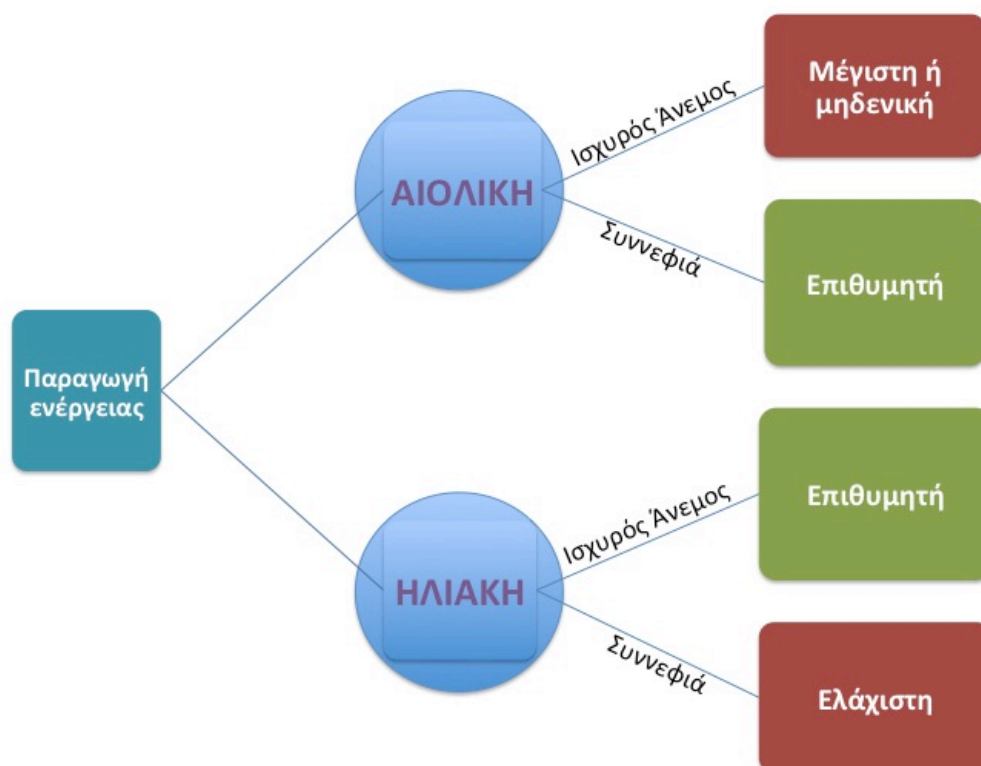 Παραγωγή
ενέργειας
ΑΙΟΛΙΚΗ
Ισχυρός Άνεμος
Μέγιστη ή
μηδενική
Συννεφιά
Επιθυμητή
ΗΛΙΑΚΗ
Ισχυρός Άνεμος
Επιθυμητή
Συννεφιά
Ελάχιστη